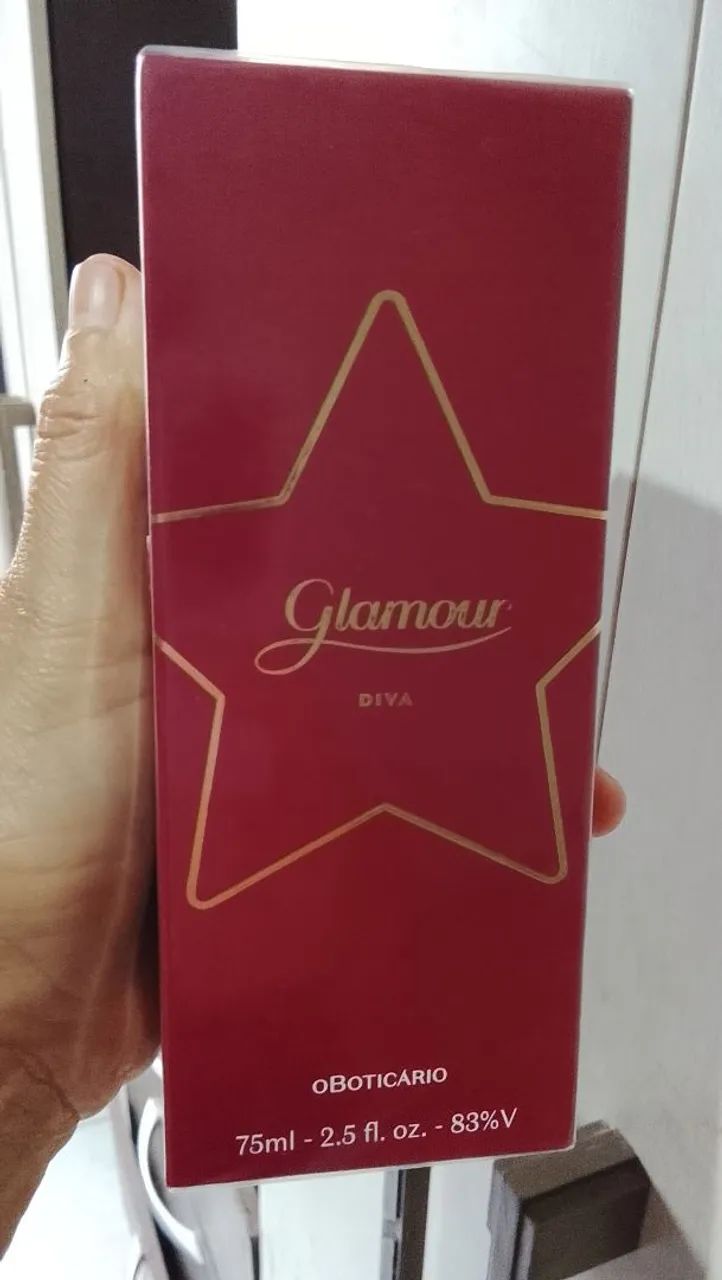 Glamour
DIVA
oBOTICÁRIO
75ml - 2.5 fl. oz. - 83%V